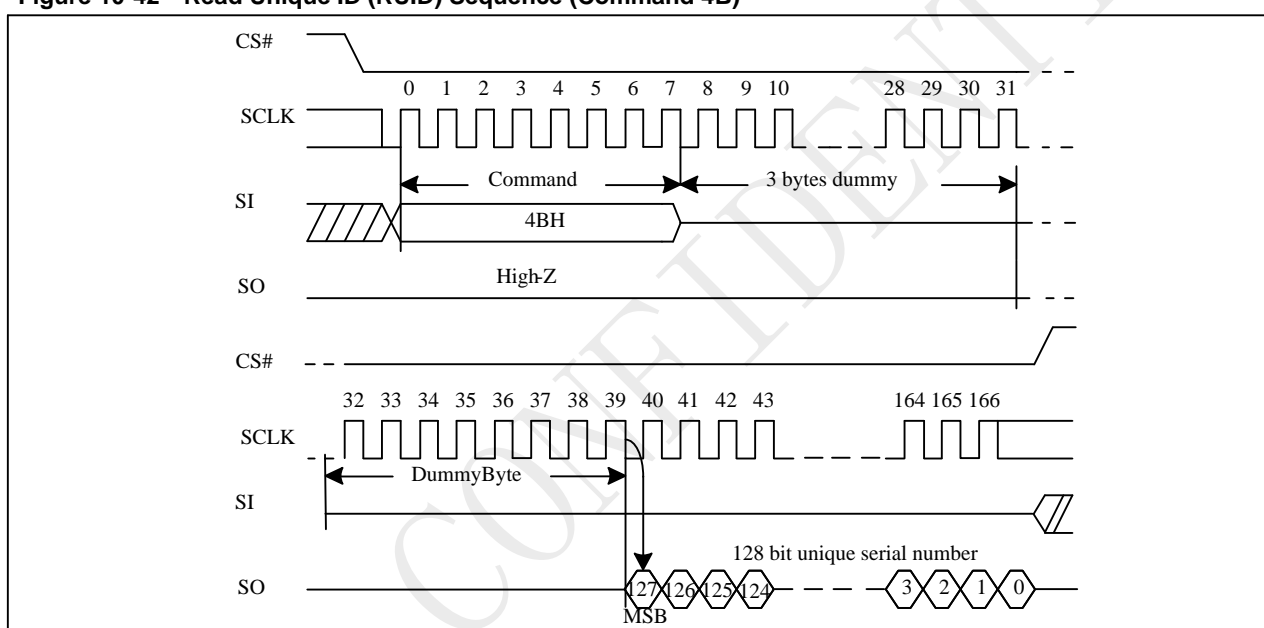 Figure 10-42 Read Unique ID (RUID) Sequence (Command 4B)
CS#
0 1 2 3 4 5 6 7 8 9 10 28 29 30 31
SCLK
Command 3 bytes dummy
SI
4BH
High-Z
SO
CS#
32 33 34 35 36 37 38 39 40 41 42 43 164 165 166
SCLK
DummyByte
SI
128 bit unique serial number
SO
127 126 125 124 3 2 1 0
MSB
CONFIDENT